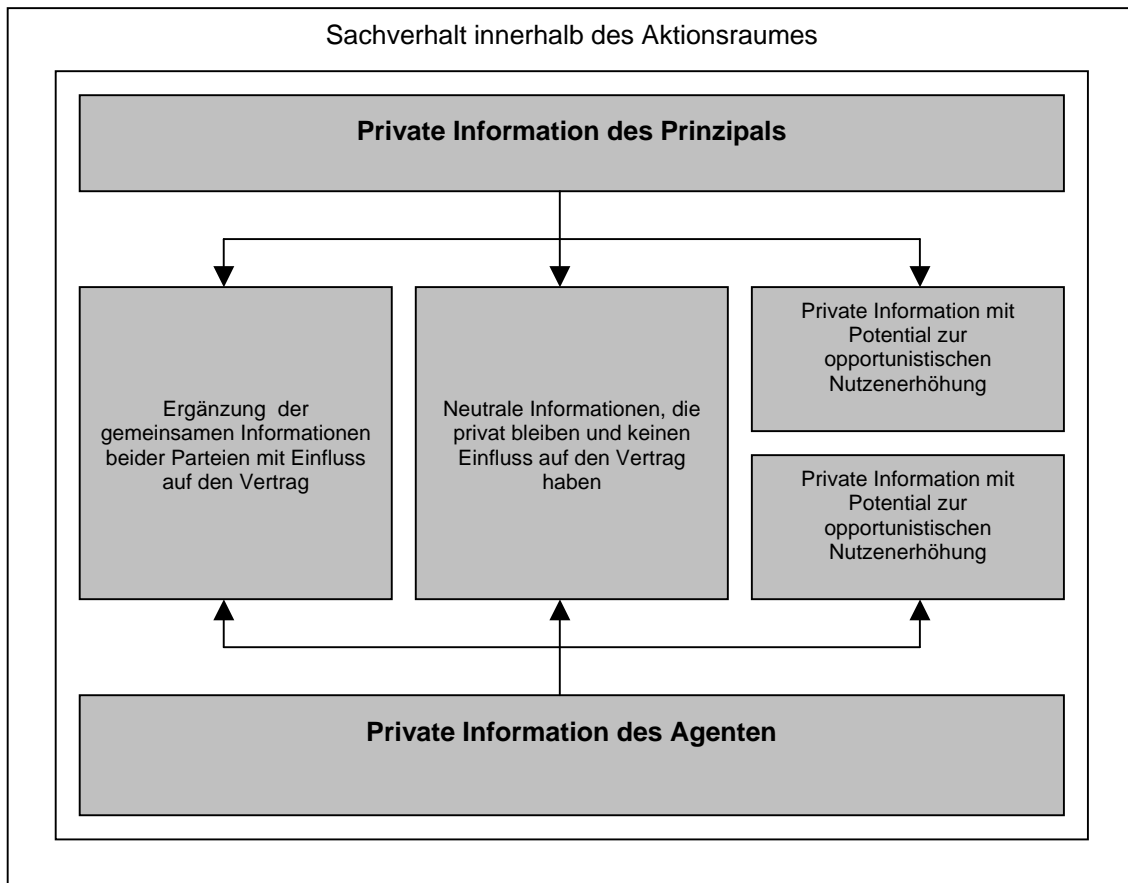 Sachverhalt innerhalb des Aktionsraumes
Private Information des Prinzipals
Ergänzung der
gemeinsamen Informationen
beider Parteien mit Einfluss
auf den Vertrag
Neutrale Informationen, die
privat bleiben und keinen
Einfluss auf den Vertrag
haben
Private Information mit
Potential zur
opportunistischen
Nutzenerhöhung
Private Information mit
Potential zur
opportunistischen
Nutzenerhöhung
Private Information des Agenten